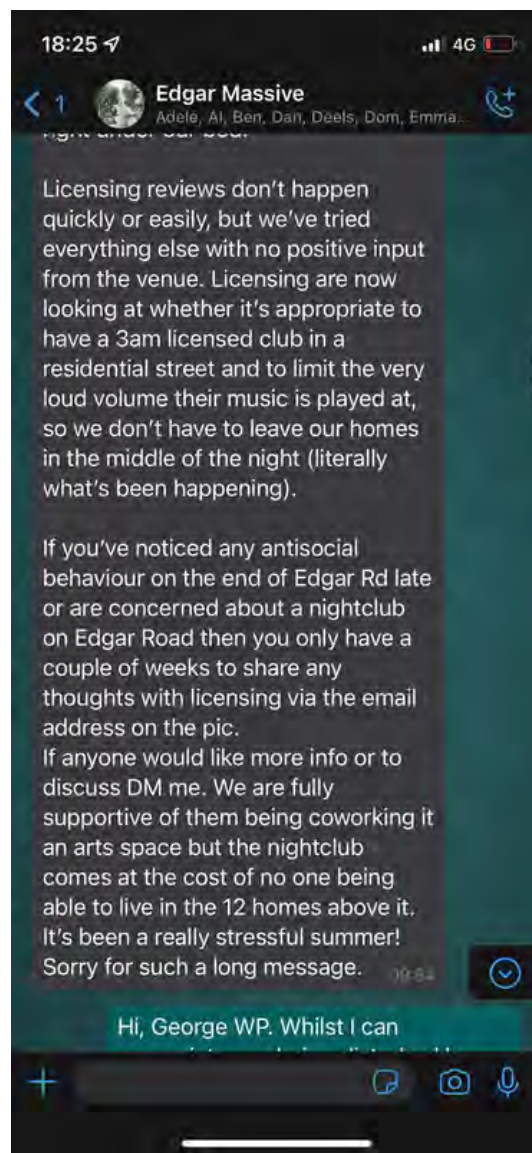 18:25
4G
1
Edgar Massive
Adele, Al, Ben, Dan, Deels, Dom, Emma...
right under our bed.
Licensing reviews don't happen
quickly or easily, but we've tried
everything else with no positive input
from the venue. Licensing are now
looking at whether it's appropriate to
have a 3am licensed club in a
residential street and to limit the very
loud volume their music is played at,
so we don't have to leave our homes
in the middle of the night (literally
what's been happening).
If you've noticed any antisocial
behaviour on the end of Edgar Rd late
or are concerned about a nightclub
on Edgar Road then you only have a
couple of weeks to share any
thoughts with licensing via the email
address on the pic.
If anyone would like more info or to
discuss DM me. We are fully
supportive of them being coworking it
an arts space but the nightclub
comes at the cost of no one being
able to live in the 12 homes above it.
It's been a really stressful summer!
Sorry for such a long message.
Hi, George WP. Whilst I can